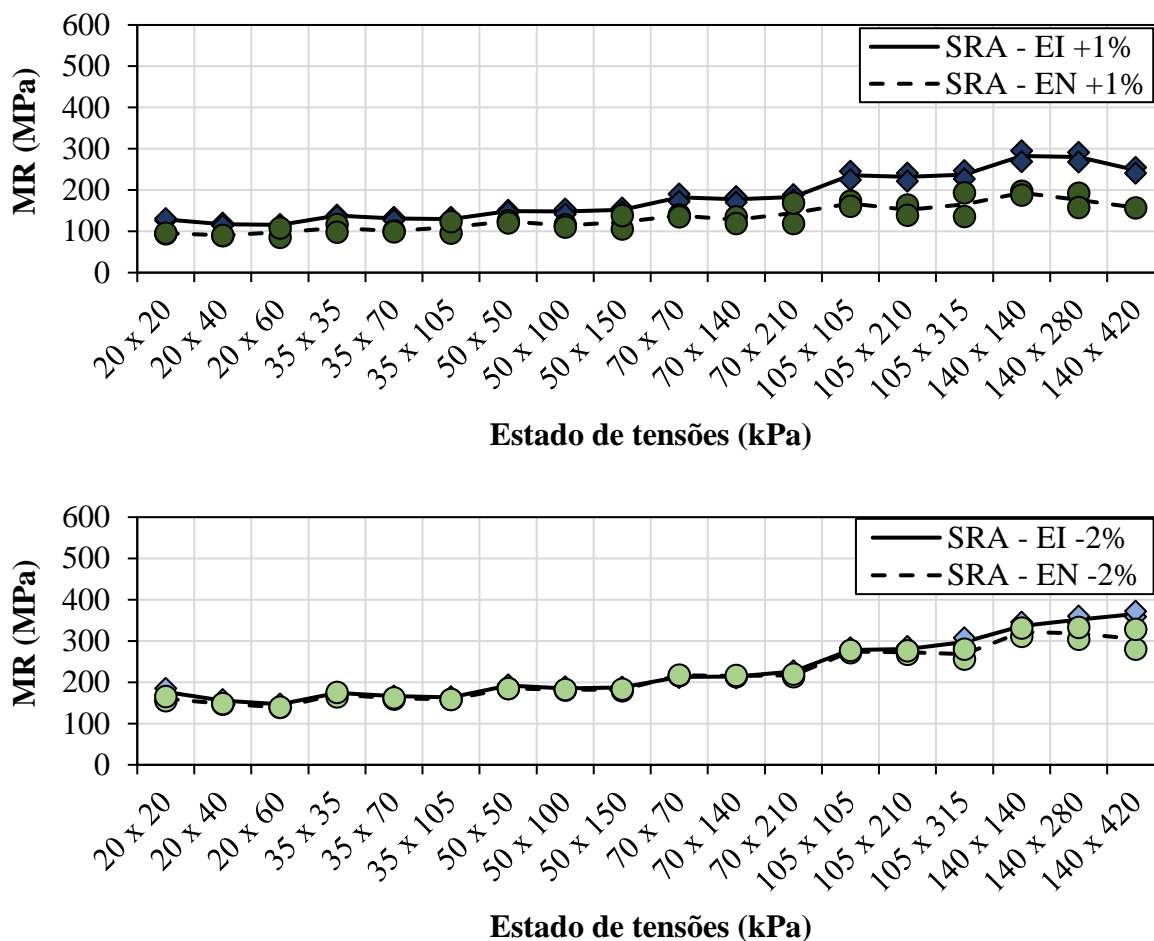 MR (MPa)
600
500
400
300
200
100
0
SRA - EI +1%
SRA - EN +1%
20 x 20
20 x 40
20 x 60
35 x 35
35 x 70
35 x 105
50 x 50
50 x 100
50 x 150
70 x 70
70 x 140
70 x 210
105 x 105
105 x 210
105 x 315
140 x 140
140 x 280
140 x 420
Estado de tensões (kPa)
MR (MPa)
600
500
400
300
200
100
0
SRA - EI -2%
SRA - EN -2%
20 x 20
20 x 40
20 x 60
35 x 35
35 x 70
35 x 105
50 x 50
50 x 100
50 x 150
70 x 70
70 x 140
70 x 210
105 x 105
105 x 210
105 x 315
140 x 140
140 x 280
140 x 420
Estado de tensões (kPa)